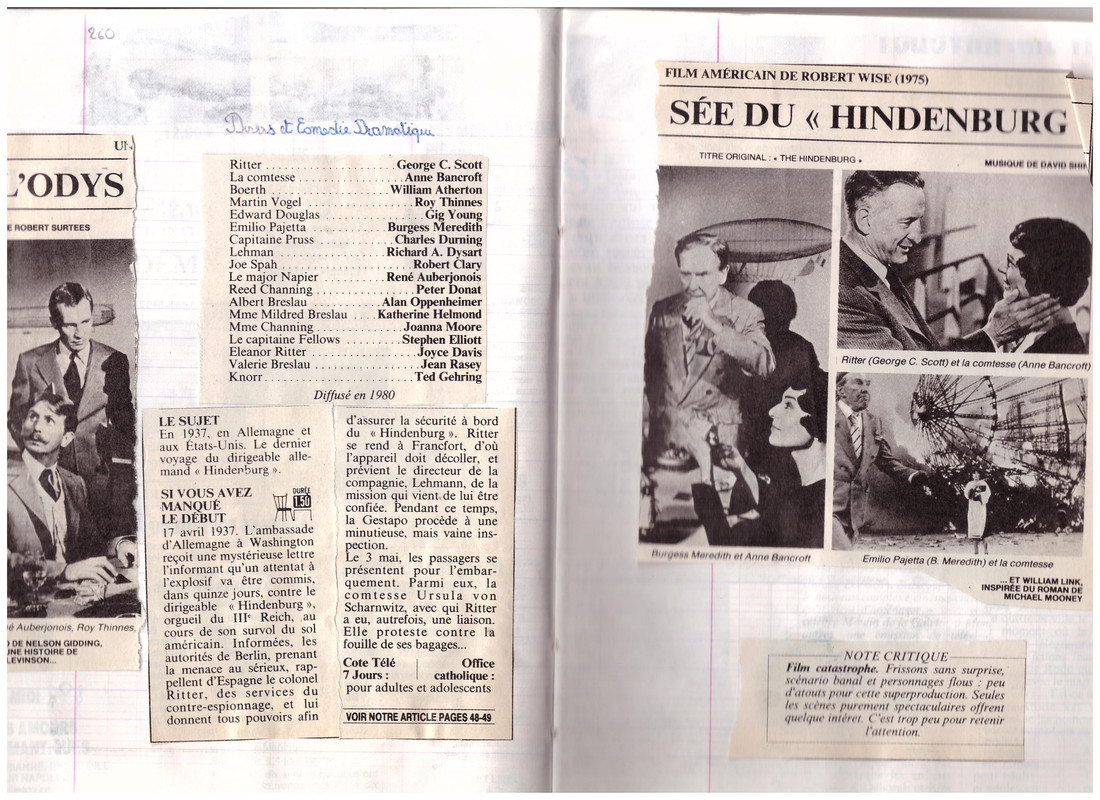 260
Divers et Comedie Dramatique
UN
L'ODYS
E ROBERT SURTEES
é Auberjonois, Roy Thinnes,
O DE NELSON GIDDING,
UNE HISTOIRE DE
LEVINSON...
Ritter George C. Scott
La comtesse Anne Bancroft
Boerth William Atherton
Martin Vogel Roy Thinnes
Edward Douglas Gig Young
Emilio Pajetta Burgess Meredith
Capitaine Pruss Charles Durning
Lehman Richard A. Dysart
Joe Spah Robert Clary
Le major Napier René Auberjonois
Reed Channing Peter Donat
Albert Breslau Alan Oppenheimer
Mme Mildred Breslau Katherine Helmond
Mme Channing Joanna Moore
Le capitaine Fellows Stephen Elliott
Eleanor Ritter Joyce Davis
Valerie Breslau Jean Rasey
Knorr Ted Gehring
Diffusé en 1980
LE SUJET
En 1937, en Allemagne et
aux États-Unis. Le dernier
voyage du dirigeable alle-
mand « Hindenburg ».
SI VOUS AVEZ
MANQUÉ
LE DÉBUT
DURÉE
1.50
17 avril 1937. L'ambassade
d'Allemagne à Washington
reçoit une mystérieuse lettre
l'informant qu'un attentat à
l'explosif va être commis,
dans quinze jours, contre le
dirigeable « Hindenburg »,
orgueil du IIIe Reich, au
cours de son survol du sol
américain. Informées, les
autorités de Berlin, prenant
la menace au sérieux, rap-
pellent d'Espagne le colonel
Ritter, des services du
contre-espionnage, et lui
donnent tous pouvoirs afin
d'assurer la sécurité à bord
du « Hindenburg ». Ritter
se rend à Francfort, d'où
l'appareil doit décoller, et
prévient le directeur de la
compagnie, Lehmann, de la
mission qui vient de lui être
confiée. Pendant ce temps,
la Gestapo procède à une
minutieuse, mais vaine ins-
pection.
Le 3 mai, les passagers se
présentent pour l'embar-
quement. Parmi eux, la
comtesse Ursula von
Scharnwitz, avec qui Ritter
a eu, autrefois, une liaison.
Elle proteste contre la
fouille de ses bagages...
Cote Télé Office
7 Jours : catholique :
pour adultes et adolescents
VOIR NOTRE ARTICLE PAGES 48-49
FILM AMÉRICAIN DE ROBERT WISE (1975)
SÉE DU « HINDENBURG
TITRE ORIGINAL : « THE HINDENBURG »
MUSIQUE DE DAVID SHIR
Ritter (George C. Scott) et la comtesse (Anne Bancroft)
Burgess Meredith et Anne Bancroft
Emilio Pajetta (B. Meredith) et la comtesse
... ET WILLIAM LINK,
INSPIRÉE DU ROMAN DE
MICHAEL MOONEY
NOTE CRITIQUE
Film catastrophe. Frissons sans surprise,
scénario banal et personnages flous : peu
d'atouts pour cette superproduction. Seules
les scènes purement spectaculaires offrent
quelque intérêt. C'est trop peu pour retenir
l'attention.